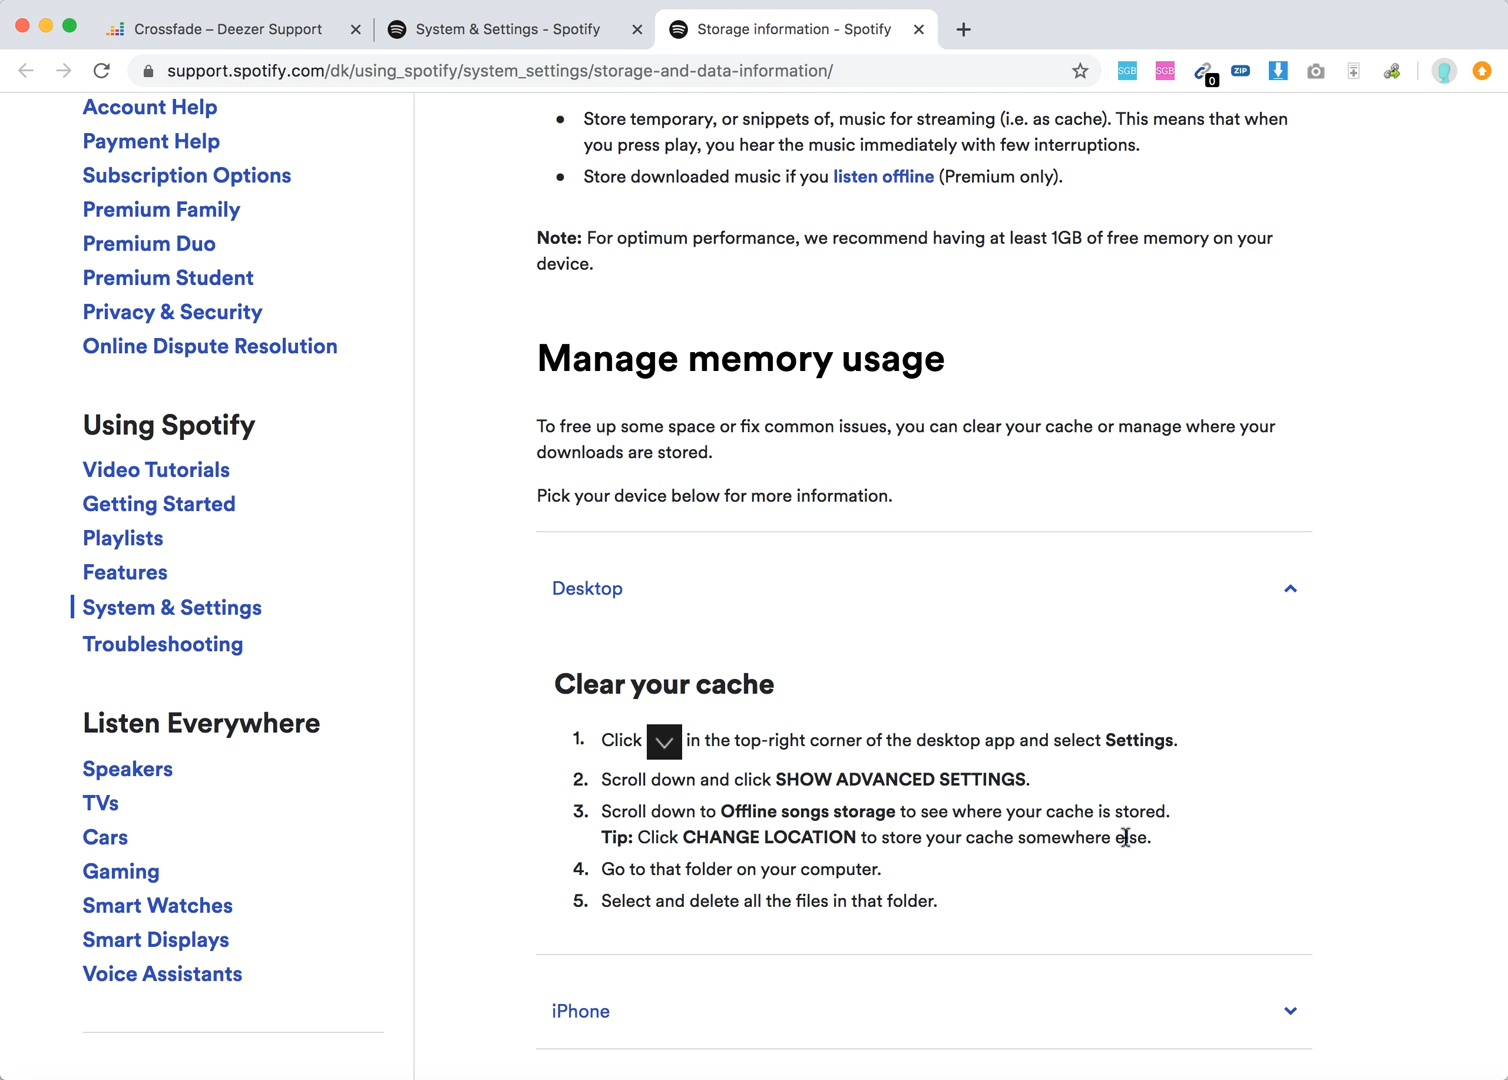 Crossfade – Deezer Support
System & Settings - Spotify
Storage information - Spotify
support.spotify.com/dk/using_spotify/system_settings/storage-and-data-information/
SGB
SGB
0
ZIP
Account Help
Payment Help
Subscription Options
Premium Family
Premium Duo
Premium Student
Privacy & Security
Online Dispute Resolution
Using Spotify
Video Tutorials
Getting Started
Playlists
Features
System & Settings
Troubleshooting
Listen Everywhere
Speakers
TVs
Cars
Gaming
Smart Watches
Smart Displays
Voice Assistants
• Store temporary, or snippets of, music for streaming (i.e. as cache). This means that when
you press play, you hear the music immediately with few interruptions.
• Store downloaded music if you listen offline (Premium only).
Note: For optimum performance, we recommend having at least 1GB of free memory on your
device.
Manage memory usage
To free up some space or fix common issues, you can clear your cache or manage where your
downloads are stored.
Pick your device below for more information.
Desktop
Clear your cache
1. Click in the top-right corner of the desktop app and select Settings.
2. Scroll down and click SHOW ADVANCED SETTINGS.
3. Scroll down to Offline songs storage to see where your cache is stored.
Tip: Click CHANGE LOCATION to store your cache somewhere else.
4. Go to that folder on your computer.
5. Select and delete all the files in that folder.
iPhone